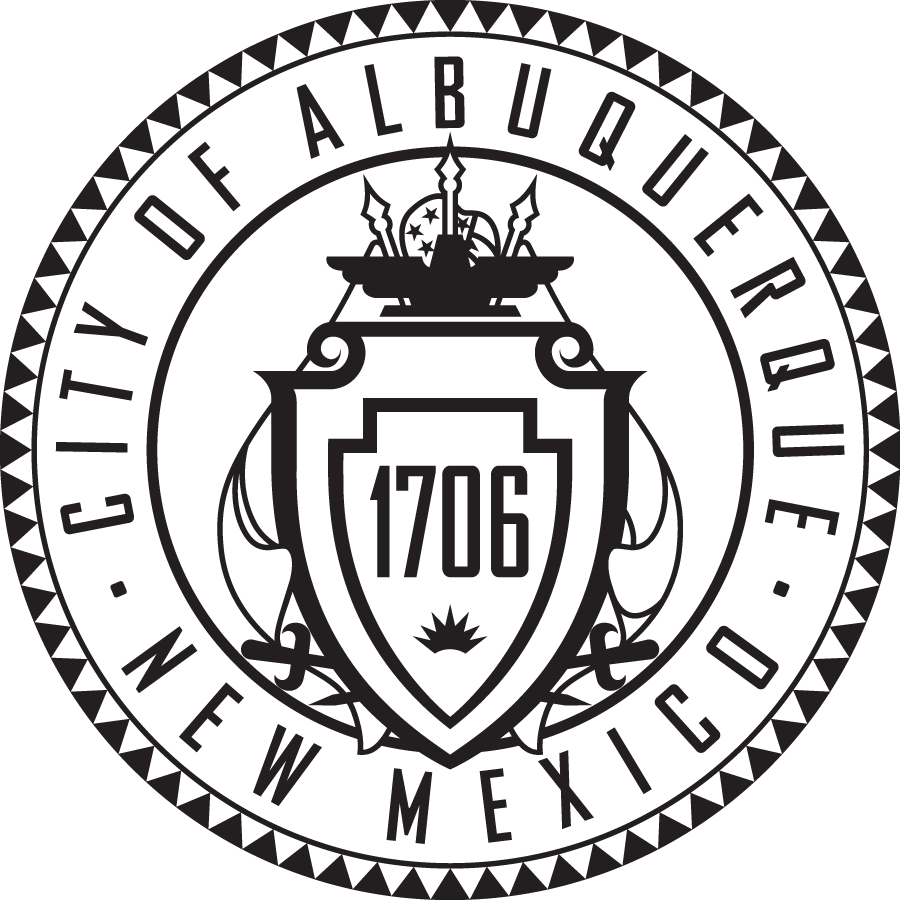 CITY OF ALBUQUERQUE
1706
· NEW MEXICO ·